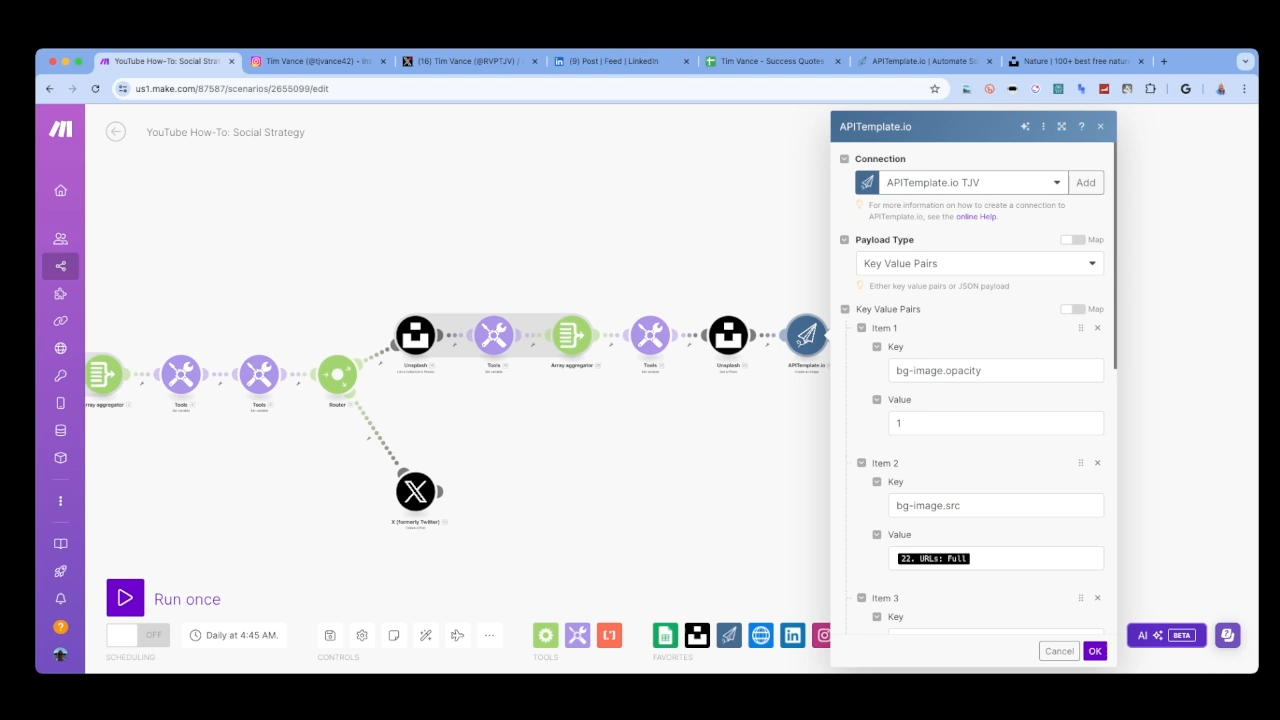 YouTube How-To: Social Strat
Tim Vance (@tjvance42) • Ins
(16) Tim Vance (@RVPTJV) /
(9) Post | Feed | LinkedIn
Tim Vance - Success Quotes
APITemplate.io | Automate S
Nature | 100+ best free natur
us1.make.com/87587/scenarios/2655099/edit
YouTube How-To: Social Strategy
APITemplate.io
Connection
APITemplate.io TJV
Add
For more information on how to create a connection to
APITemplate.io, see the online Help.
Payload Type
Map
Key Value Pairs
Either key value pairs or JSON payload
Key Value Pairs
Map
Item 1
Key
bg-image.opacity
Value
1
Item 2
Key
bg-image.src
Value
22. URLs: Full
Item 3
Key
Cancel
OK
Unsplash
Tools
Array aggregator
Tools
Unsplash
APITemplate.io
rray aggregator
Tools
Tools
Router
X (formerly Twitter)
Run once
OFF
Daily at 4:45 AM.
SCHEDULING
CONTROLS
TOOLS
FAVORITES
AI
BETA